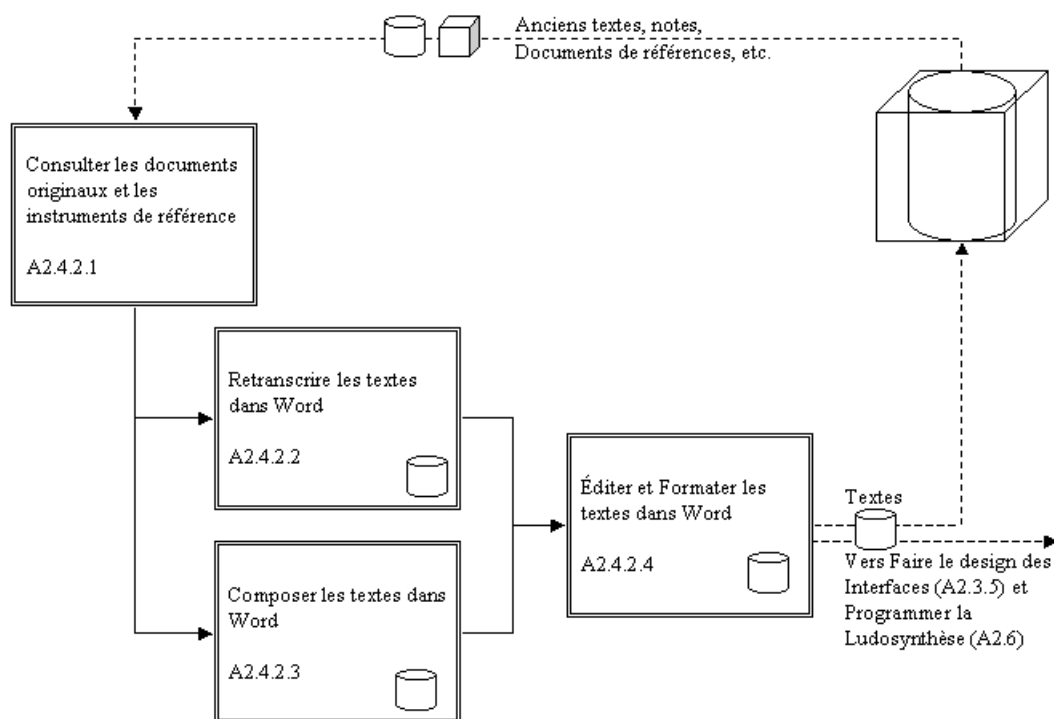 Anciens textes, notes,
Documents de références, etc.
Consulter les documents
originaux et les
instruments de référence
A2.4.2.1
Retranscrire les textes
dans Word
A2.4.2.2
Composer les textes dans
Word
A2.4.2.3
Éditer et Formater les
textes dans Word
A2.4.2.4
Textes
Vers Faire le design des
Interfaces (A2.3.5) et
Programmer la
Ludosynthèse (A2.6)